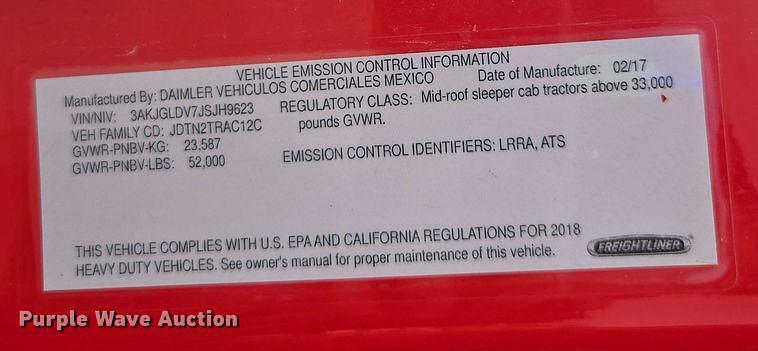 VEHICLE EMISSION CONTROL INFORMATION
Manufactured By: DAIMLER VEHICULOS COMERCIALES MEXICO Date of Manufacture: 02/17
VIN/NIV: 3AKJGLDV7JSJH9623 REGULATORY CLASS: Mid-roof sleeper cab tractors above 33,000
VEH FAMILY CD: JDTN2TRAC12C pounds GVWR.
GVWR-PNBV-KG: 23,587
GVWR-PNBV-LBS: 52,000 EMISSION CONTROL IDENTIFIERS: LRRA, ATS
THIS VEHICLE COMPLIES WITH U.S. EPA AND CALIFORNIA REGULATIONS FOR 2018
HEAVY DUTY VEHICLES. See owner's manual for proper maintenance of this vehicle.
FREIGHTLINER
Purple Wave Auction